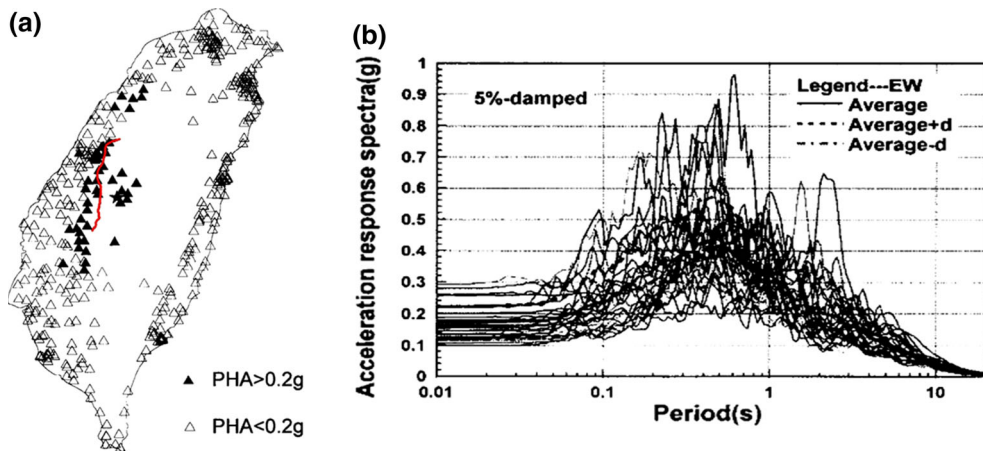 (a)
PHA>0.2g
PHA<0.2g
(b)
Acceleration response spectra(g)
1
0.9
0.8
0.7
0.6
0.5
0.4
0.3
0.2
0.1
0
5%-damped
Legend---EW
Average
Average+d
Average-d
0.01
0.1
1
10
Period(s)